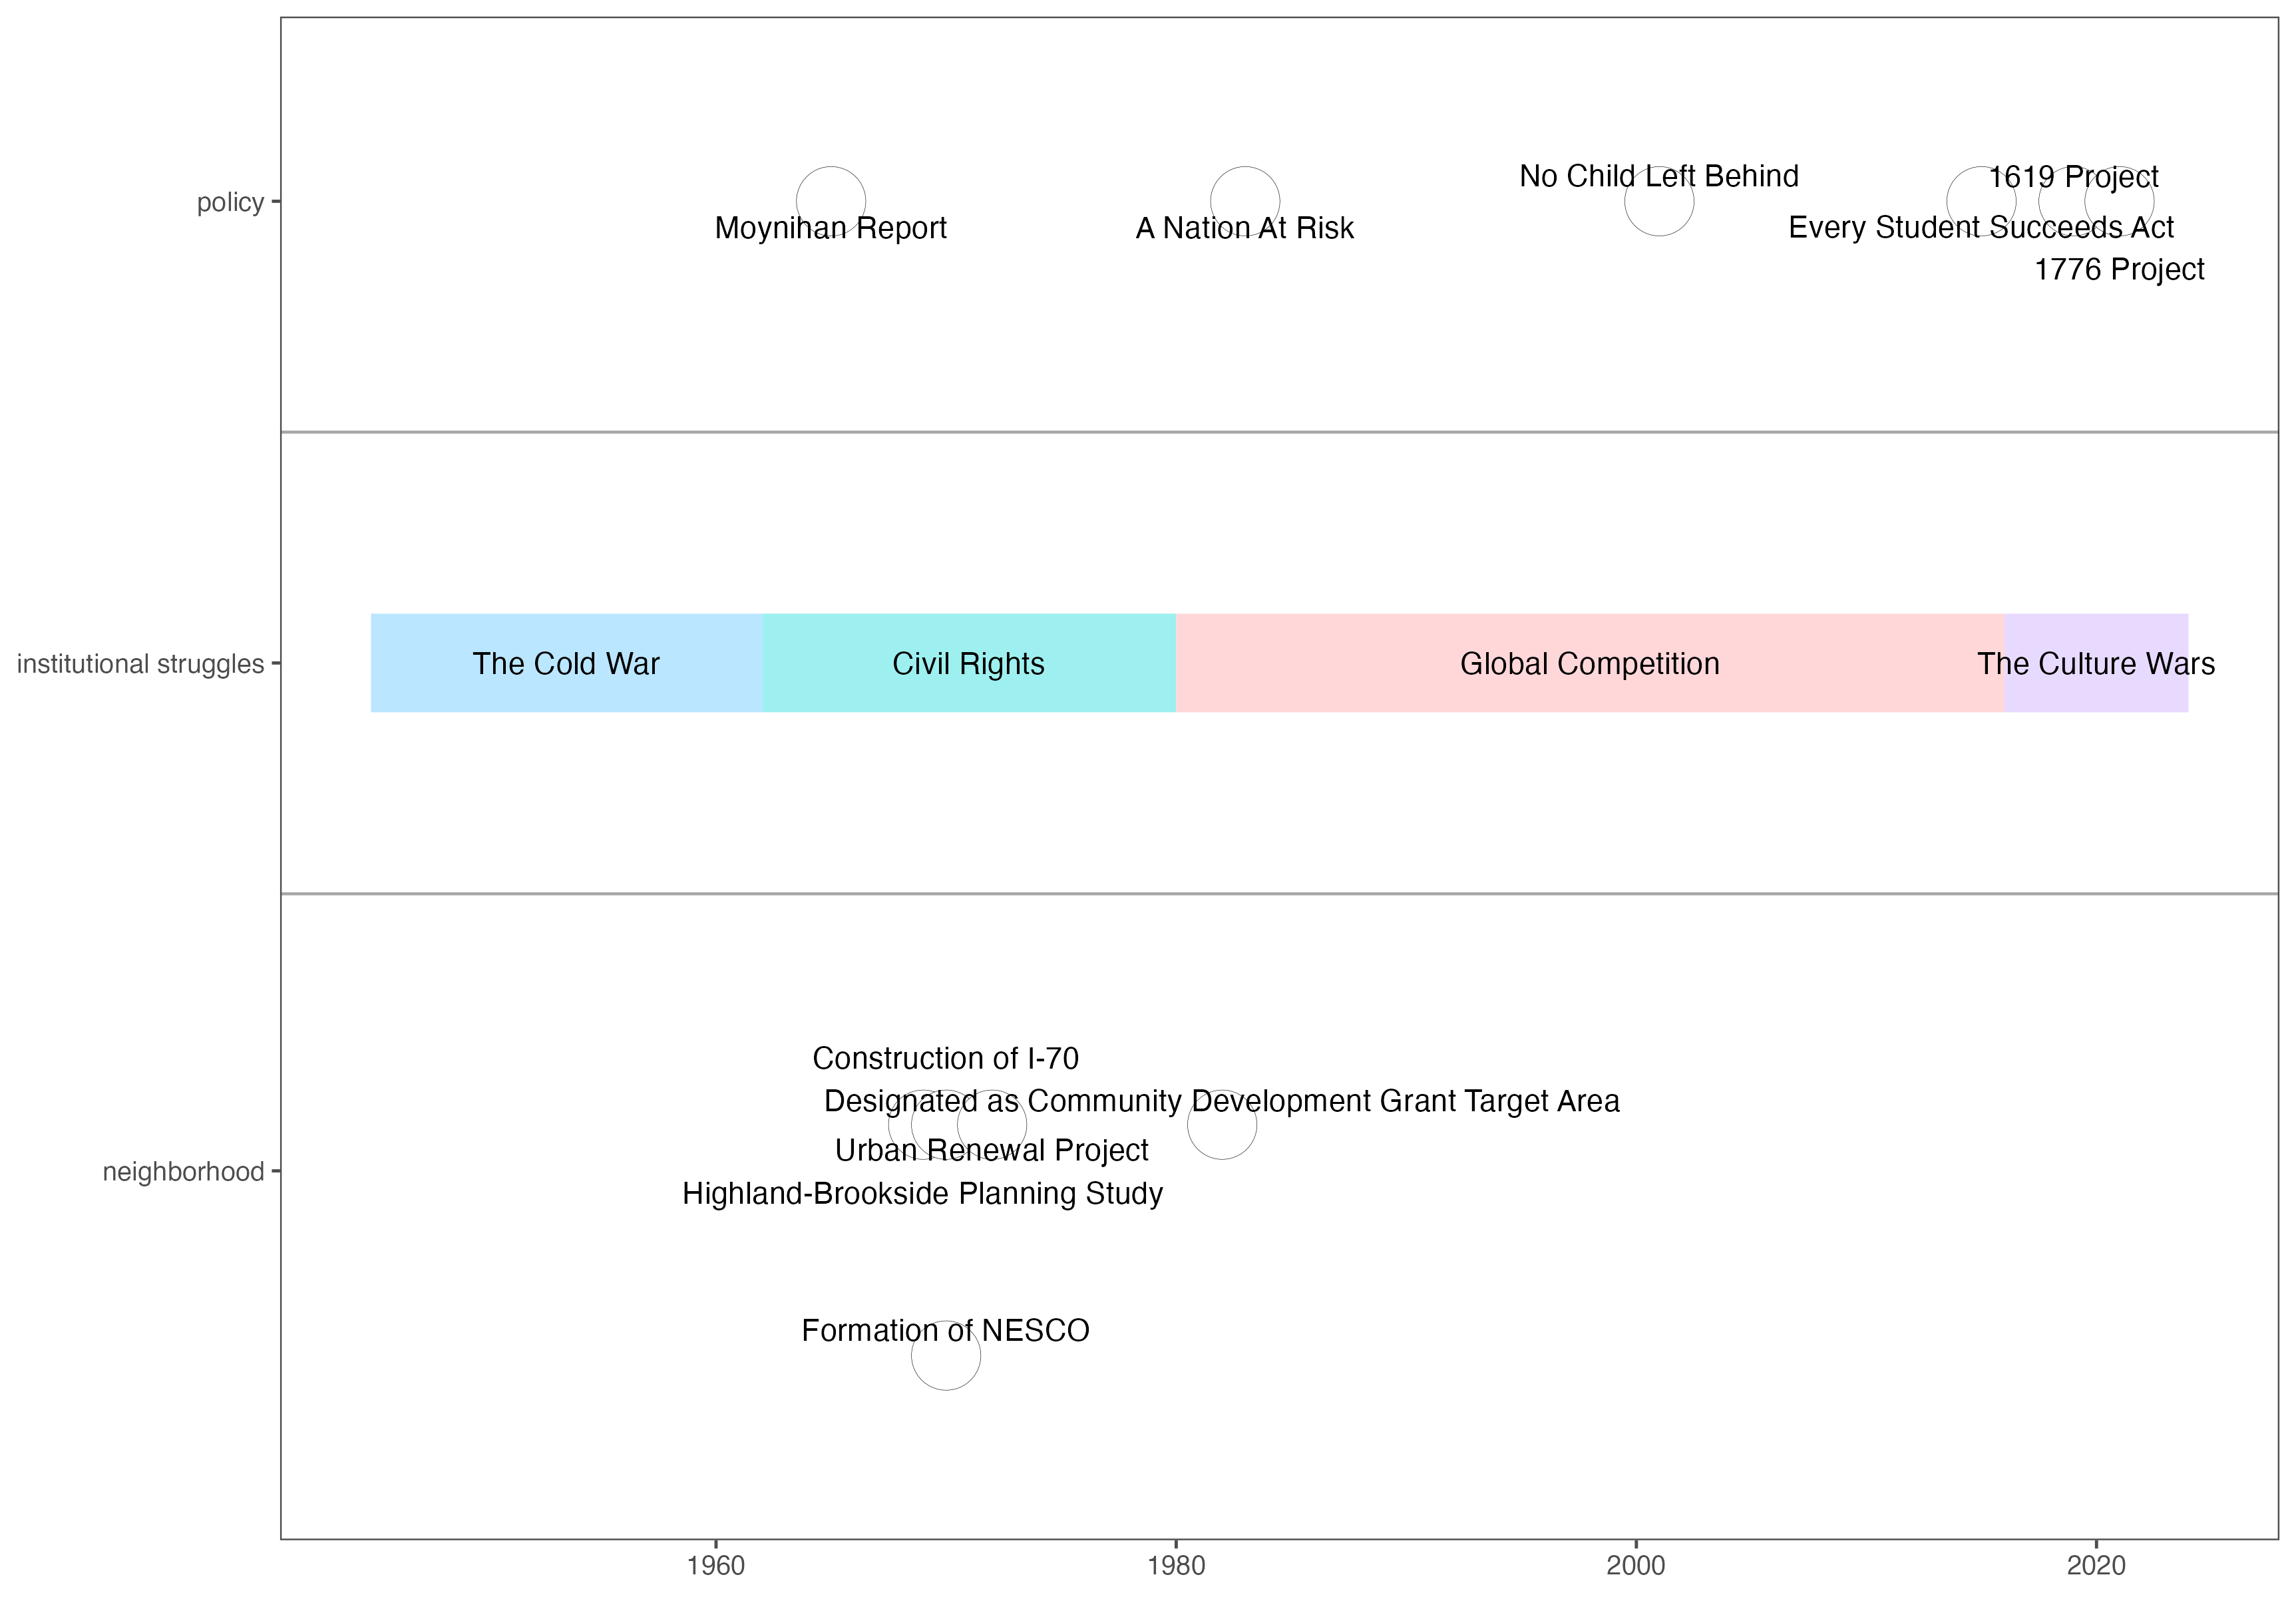 policy
No Child Left Behind
1619 Project
Moynihan Report
A Nation At Risk
Every Student Succeeds Act
1776 Project
institutional struggles
The Cold War
Civil Rights
Global Competition
The Culture Wars
neighborhood
Construction of I-70
Designated as Community Development Grant Target Area
Urban Renewal Project
Highland-Brookside Planning Study
Formation of NESCO
1960
1980
2000
2020